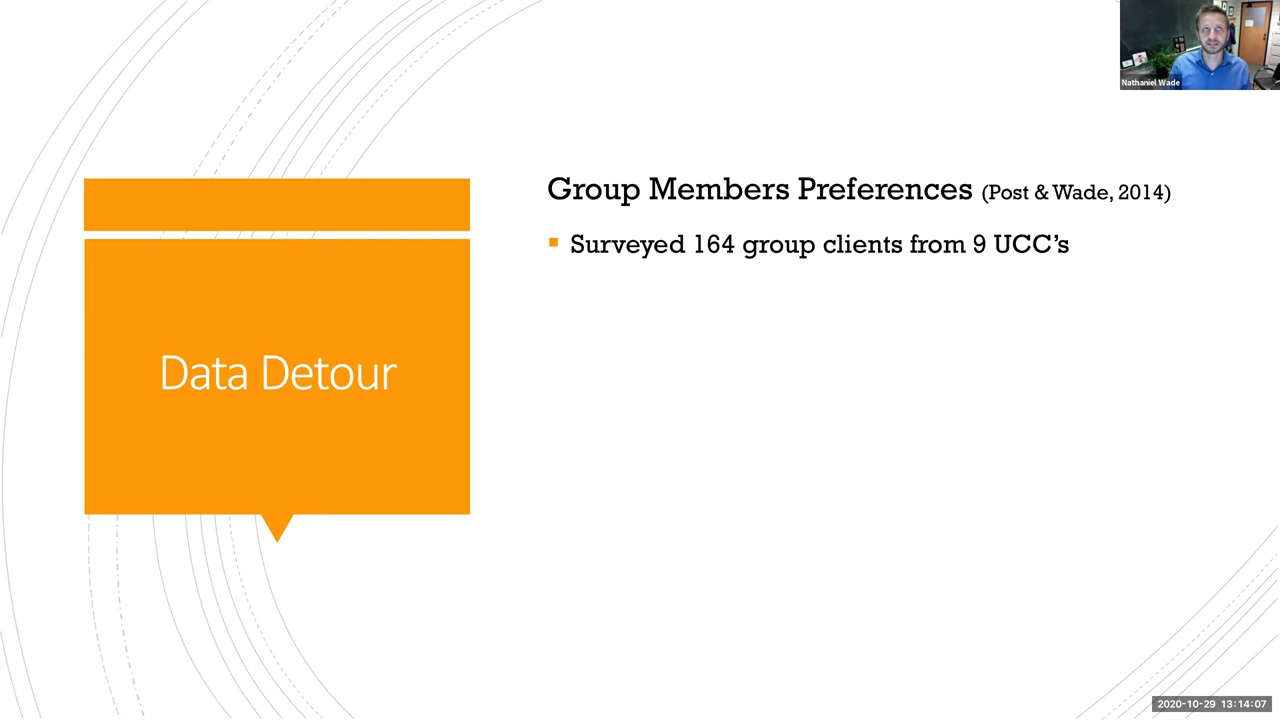 Nathaniel Wade
Group Members Preferences (Post & Wade, 2014)
Surveyed 164 group clients from 9 UCC's
Data Detour
2020-10-29 13:14:07